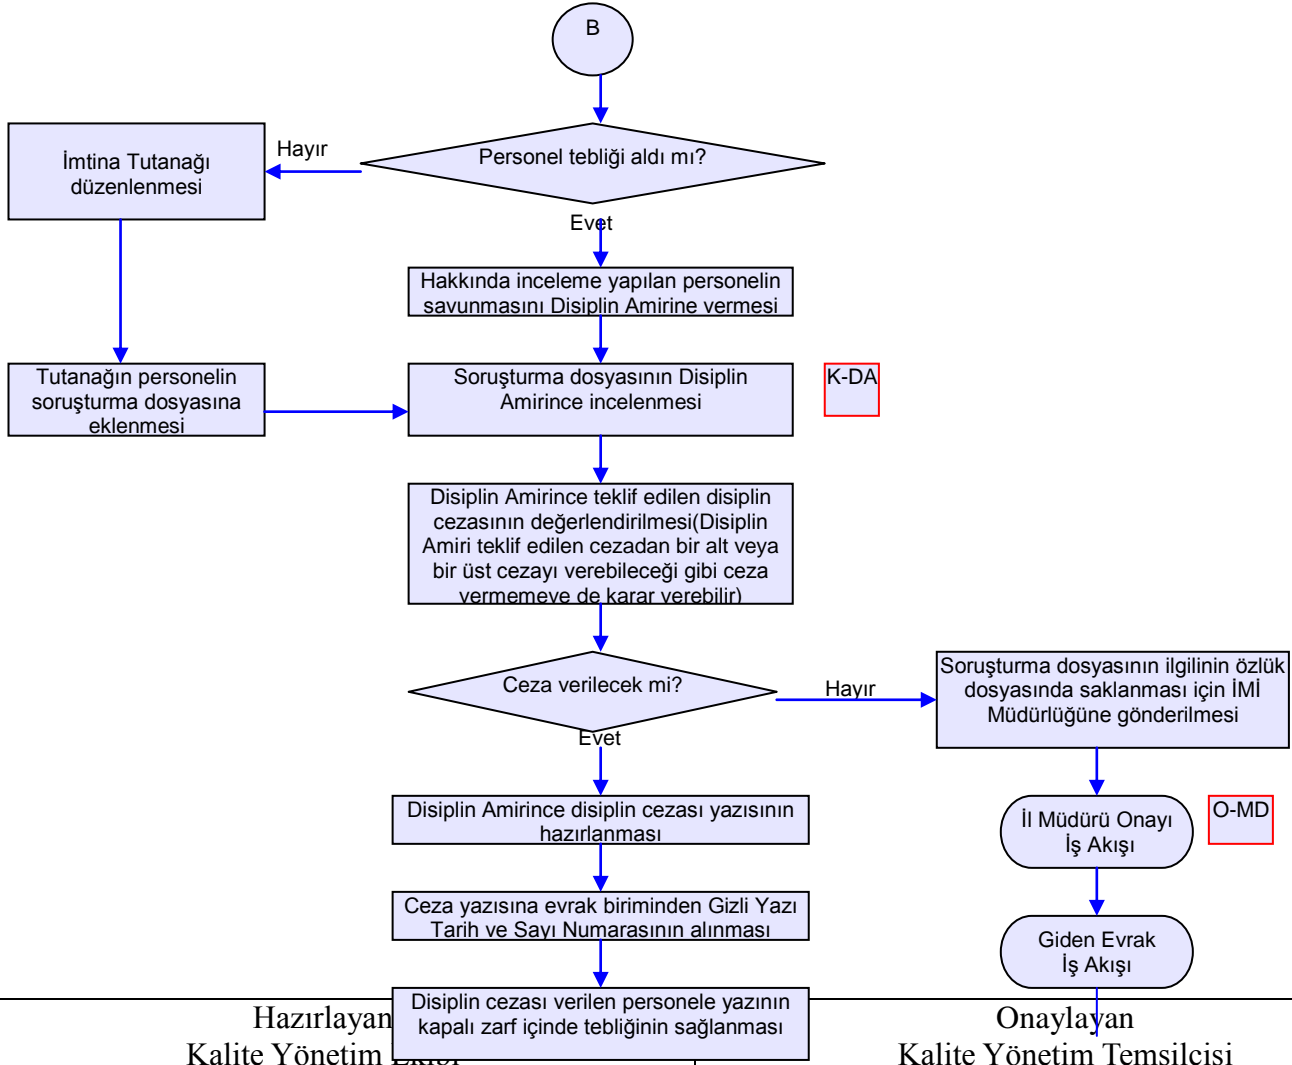 B
Personel tebliği aldı mı?
Hayır
İmtina Tutanağı
düzenlenmesi
Evet
Hakkında inceleme yapılan personelin
savunmasını Disiplin Amirine vermesi
Tutanağın personelin
soruşturma dosyasına
eklenmesi
Soruşturma dosyasının Disiplin
Amirince incelenmesi
K-DA
Disiplin Amirince teklif edilen disiplin
cezasının değerlendirilmesi(Disiplin
Amiri teklif edilen cezadan bir alt veya
bir üst cezayı verebileceği gibi ceza
vermemeye de karar verebilir)
Ceza verilecek mi?
Hayır
Soruşturma dosyasının ilgilinin özlük
dosyasında saklanması için İMİ
Müdürlüğüne gönderilmesi
Evet
Disiplin Amirince disiplin cezası yazısının
hazırlanması
İl Müdürü Onayı
İş Akışı
O-MD
Ceza yazısına evrak biriminden Gizli Yazı
Tarih ve Sayı Numarasının alınması
Giden Evrak
İş Akışı
Disiplin cezası verilen personele yazının
kapalı zarf içinde tebliğinin sağlanması
Hazırlayan
Kalite Yönetim Ekibi
Onaylayan
Kalite Yönetim Temsilcisi